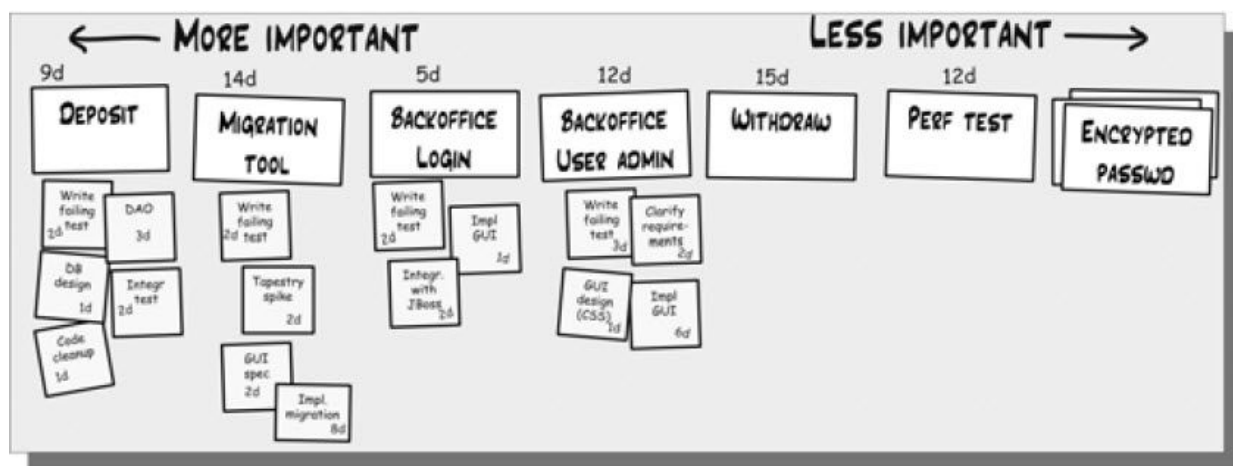 MORE IMPORTANT
LESS IMPORTANT
9d
DEPOSIT
Write
failing
test
2d
DAO
3d
DB
design
1d
Integr
test
2d
Code
cleanup
1d
14d
MIGRATION
TOOL
Write
failing
test
2d
Tapestry
spike
2d
GUI
spec
2d
Impl.
migration
8d
5d
BACKOFFICE
LOGIN
Write
failing
test
2d
Impl
GUI
1d
Integr.
with
JBoss
2d
12d
BACKOFFICE
USER ADMIN
Write
failing
test
3d
Clarify
require-
ments
2d
GUI
design
(CSS)
1d
Impl
GUI
6d
15d
WITHDRAW
12d
PERF TEST
ENCRYPTED
PASSWD